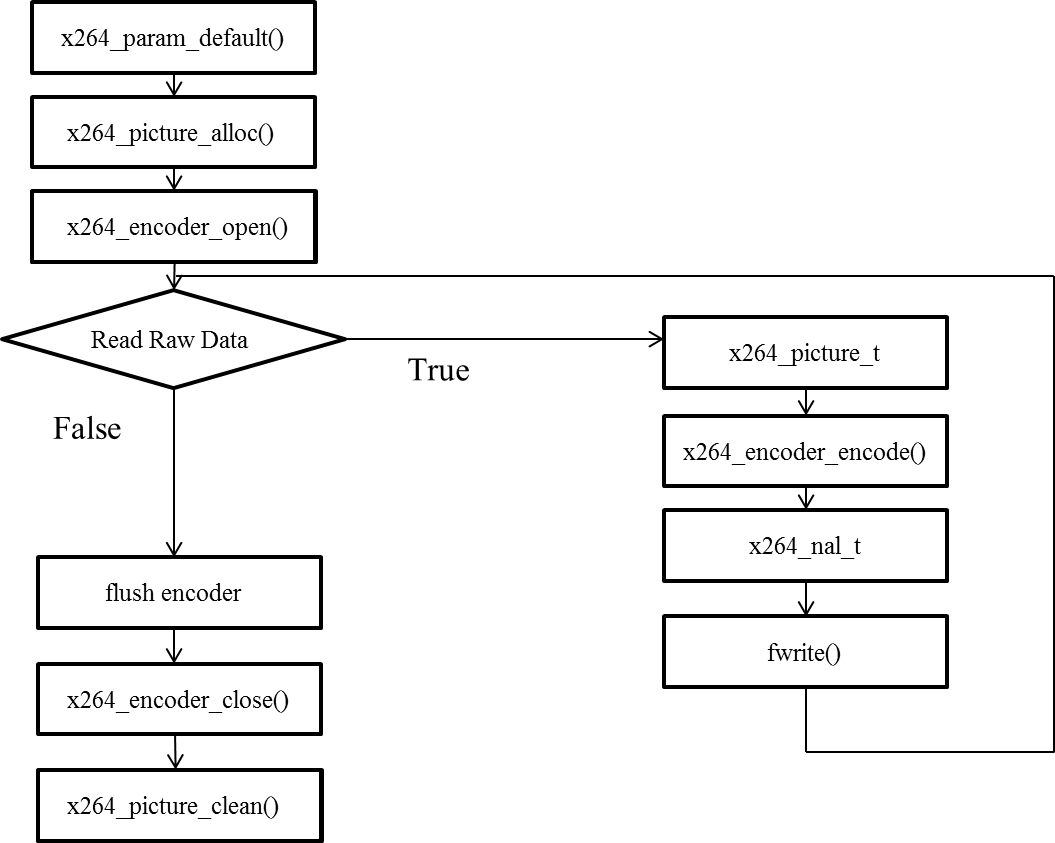 x264_param_default()
x264_picture_alloc()
x264_encoder_open()
Read Raw Data
True
False
x264_picture_t
x264_encoder_encode()
x264_nal_t
fwrite()
flush encoder
x264_encoder_close()
x264_picture_clean()